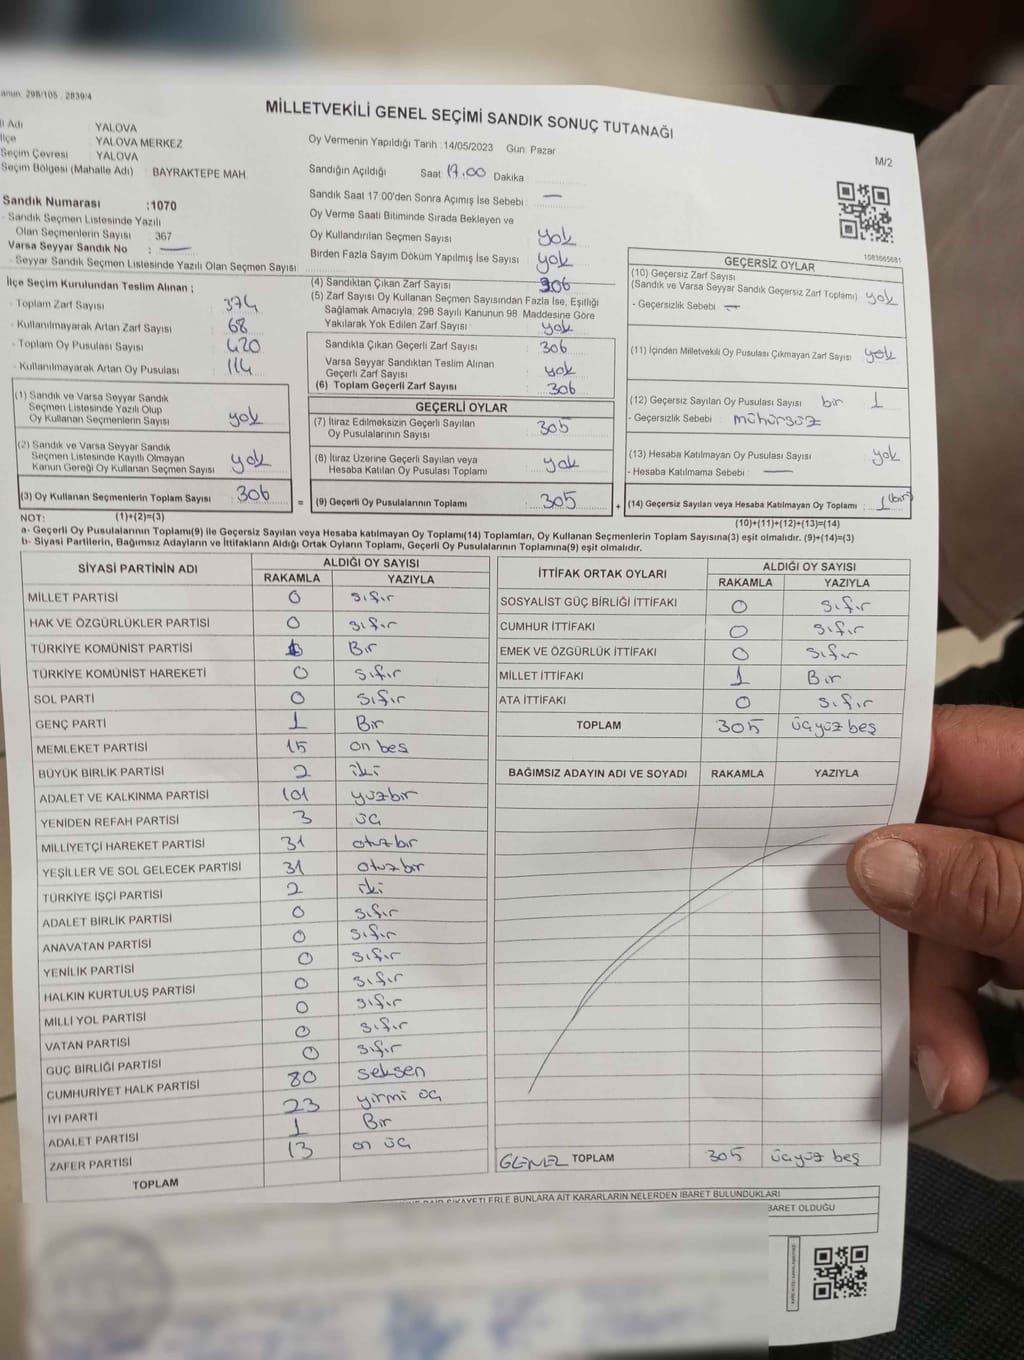 anun: 298/105 , 2839/4
MİLLETVEKİLİ GENEL SEÇİMİ SANDIK SONUÇ TUTANAĞI
M/2
l Adı : YALOVA
İlçe : YALOVA MERKEZ
Seçim Çevresi : YALOVA
Seçim Bölgesi (Mahalle Adı) : BAYRAKTEPE MAH.
Sandık Numarası :1070
- Sandık Seçmen Listesinde Yazılı
Olan Seçmenlerin Sayısı : 367
Varsa Seyyar Sandık No : —
- Seyyar Sandık Seçmen Listesinde Yazılı Olan Seçmen Sayısı
İlçe Seçim Kurulundan Teslim Alınan ;
- Toplam Zarf Sayısı : 374
- Kullanılmayarak Artan Zarf Sayısı : 68
- Toplam Oy Pusulası Sayısı : 420
- Kullanılmayarak Artan Oy Pusulası : 114
(1) Sandık ve Varsa Seyyar Sandık
Seçmen Listesinde Yazılı Olup
Oy Kullanan Seçmenlerin Sayısı : yok
(2) Sandık ve Varsa Seyyar Sandık
Seçmen Listesinde Kayıtlı Olmayan
Kanun Gereği Oy Kullanan Seçmen Sayısı : yok
(3) Oy Kullanan Seçmenlerin Toplam Sayısı : 306
Oy Vermenin Yapıldığı Tarih :14/05/2023 Gün: Pazar
Sandığın Açıldığı Saat 17.00 Dakika
Sandık Saat 17.00'den Sonra Açımış İse Sebebi : —
Oy Verme Saati Bitiminde Sırada Bekleyen ve
Oy Kullandırılan Seçmen Sayısı : yok
Birden Fazla Sayım Döküm Yapılmış İse Sayısı : yok
(4) Sandıktan Çıkan Zarf Sayısı : 306
(5) Zarf Sayısı Oy Kullanan Seçmen Sayısından Fazla İse, Eşitliği
Sağlamak Amacıyla; 298 Sayılı Kanunun 98. Maddesine Göre
Yakılarak Yok Edilen Zarf Sayısı : yok
Sandıkta Çıkan Geçerli Zarf Sayısı : 306
Varsa Seyyar Sandıktan Teslim Alınan
Geçerli Zarf Sayısı : yok
(6) Toplam Geçerli Zarf Sayısı : 306
GEÇERLİ OYLAR
(7) İtiraz Edilmeksizin Geçerli Sayılan
Oy Pusulalarının Sayısı : 305
(8) İtiraz Üzerine Geçerli Sayılan veya
Hesaba Katılan Oy Pusulası Toplamı : yok
= (9) Geçerli Oy Pusulalarının Toplamı : 305
1083665681
GEÇERSİZ OYLAR
(10) Geçersiz Zarf Sayısı
(Sandık ve Varsa Seyyar Sandık Geçersiz Zarf Toplamı) : yok
- Geçersizlik Sebebi : —
(11) İçinden Milletvekili Oy Pusulası Çıkmayan Zarf Sayısı : yok
(12) Geçersiz Sayılan Oy Pusulası Sayısı : bir 1
- Geçersizlik Sebebi : mühürsüz
(13) Hesaba Katılmayan Oy Pusulası Sayısı : yok
- Hesaba Katılmama Sebebi : —
+ (14) Geçersiz Sayılan veya Hesaba Katılmayan Oy Toplamı : 1 (bir)
NOT: (1)+(2)=(3)
(10)+(11)+(12)+(13)=(14)
a- Geçerli Oy Pusulalarının Toplamı(9) ile Geçersiz Sayılan veya Hesaba katılmayan Oy Toplamı(14) Toplamları, Oy Kullanan Seçmenlerin Toplam Sayısına(3) eşit olmalıdır. (9)+(14)=(3)
b- Siyasi Partilerin, Bağımsız Adayların ve İttifakların Aldığı Ortak Oyların Toplamı, Geçerli Oy Pusulalarının Toplamına(9) eşit olmalıdır.
SİYASİ PARTİNİN ADI ALDIĞI OY SAYISI
RAKAMLA YAZIYLA
MİLLET PARTİSİ 0 sıfır
HAK VE ÖZGÜRLÜKLER PARTİSİ 0 sıfır
TÜRKİYE KOMÜNİST PARTİSİ 1 Bır
TÜRKİYE KOMÜNİST HAREKETİ 0 sıfır
SOL PARTİ 0 sıfır
GENÇ PARTİ 1 Bır
MEMLEKET PARTİSİ 15 on beş
BÜYÜK BİRLİK PARTİSİ 2 iki
ADALET VE KALKINMA PARTİSİ 101 yüzbır
YENİDEN REFAH PARTİSİ 3 üç
MİLLİYETÇİ HAREKET PARTİSİ 31 otuzbır
YEŞİLLER VE SOL GELECEK PARTİSİ 31 otuzbır
TÜRKİYE İŞÇİ PARTİSİ 2 iki
ADALET BİRLİK PARTİSİ 0 sıfır
ANAVATAN PARTİSİ 0 sıfır
YENİLİK PARTİSİ 0 sıfır
HALKIN KURTULUŞ PARTİSİ 0 sıfır
MİLLİ YOL PARTİSİ 0 sıfır
VATAN PARTİSİ 0 sıfır
GÜÇ BİRLİĞİ PARTİSİ 0 sıfır
CUMHURİYET HALK PARTİSİ 80 seksen
İYİ PARTİ 23 yirmi üç
ADALET PARTİSİ 1 Bır
ZAFER PARTİSİ 13 on üç
TOPLAM
İTTİFAK ORTAK OYLARI ALDIĞI OY SAYISI
RAKAMLA YAZIYLA
SOSYALİST GÜÇ BİRLİĞİ İTTİFAKI 0 sıfır
CUMHUR İTTİFAKI 0 sıfır
EMEK VE ÖZGÜRLÜK İTTİFAKI 0 sıfır
MİLLET İTTİFAKI 1 Bır
ATA İTTİFAKI 0 sıfır
TOPLAM 305 üçyüz beş
BAĞIMSIZ ADAYIN ADI VE SOYADI RAKAMLA YAZIYLA
GENEL TOPLAM 305 üçyüz beş
ŞİKAYETLERLE BUNLARA AİT KARARLARIN NELERDEN İBARET BULUNDUKLARI
BARET OLDUĞU